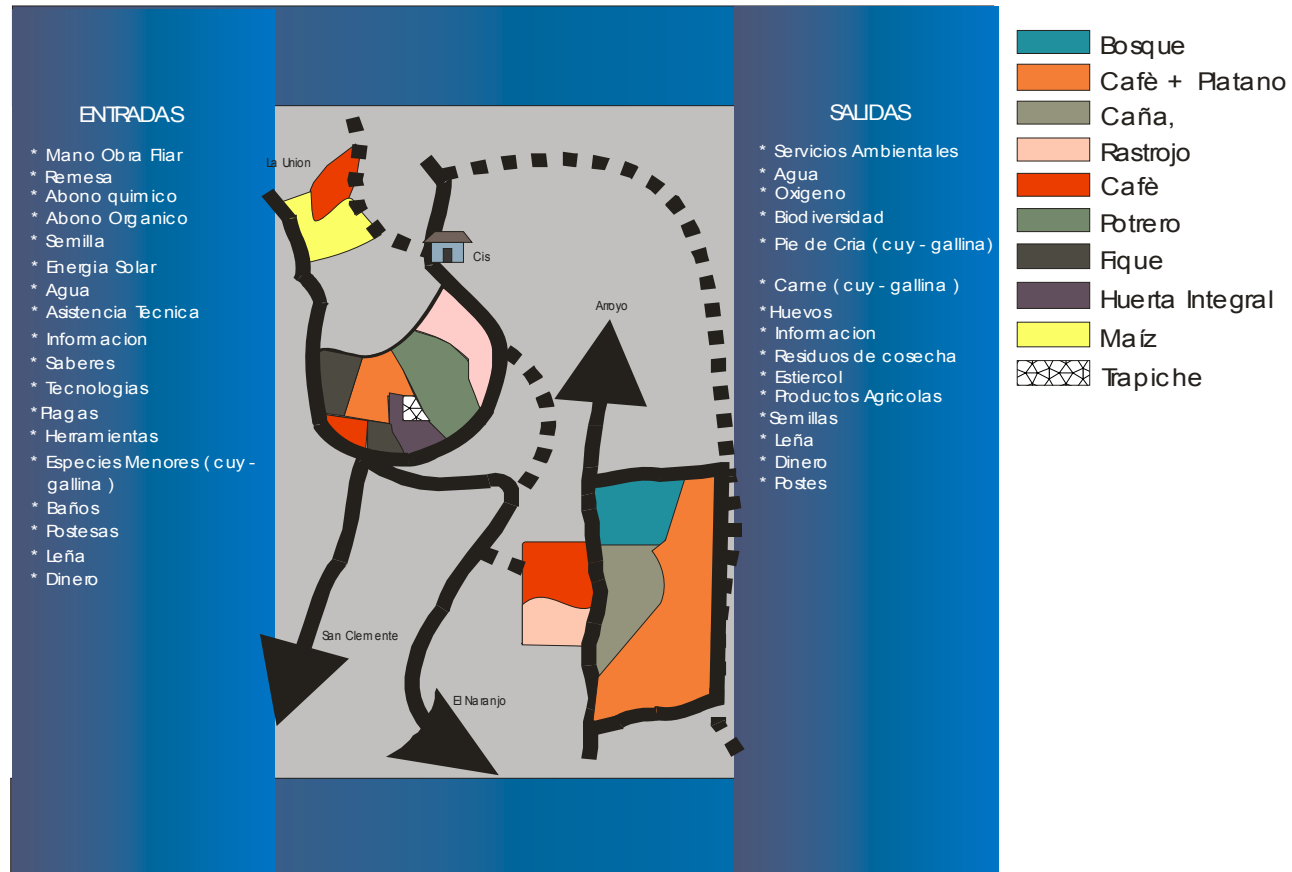 ENTRADAS
* Mano Obra Fliar
* Remesa
* Abono quimico
* Abono Organico
* Semilla
* Energia Solar
* Agua
* Asistencia Tecnica
* Informacion
* Saberes
* Tecnologias
*Plagas
* Herramientas
* Especies Menores ( cuy -
gallina )
* Baños
* Postesas
* Leña
* Dinero
La Union
Cis
Arroyo
San Clemente
El Naranjo
SALIDAS
* Servicios Ambientales
* Agua
* Oxigeno
* Biodiversidad
* Pie de Cria ( cuy - gallina)
* Carne ( cuy - gallina )
*Huevos
* Informacion
* Residuos de cosecha
* Estiercol
* Productos Agricolas
*Semillas
* Leña
* Dinero
* Postes
Bosque
Cafè + Platano
Caña,
Rastrojo
Cafè
Potrero
Fique
Huerta Integral
Maíz
Trapiche